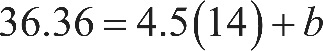 36.36 = 4.5(14) + b